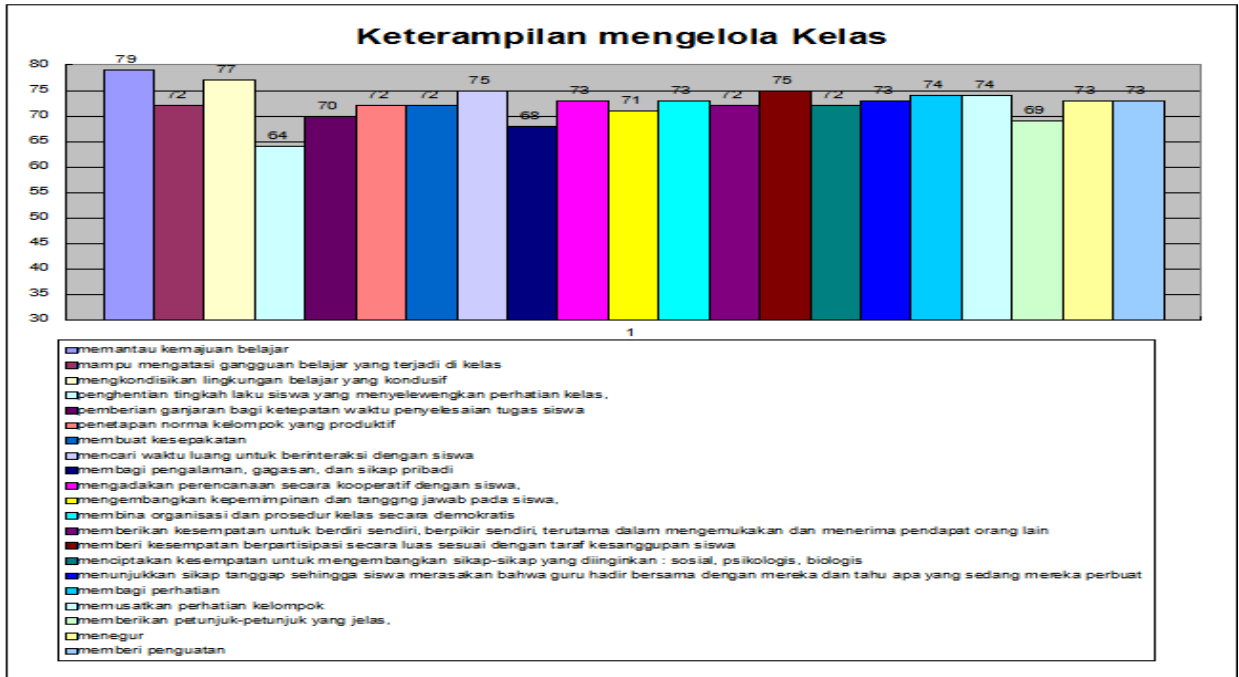 Keterampilan mengelola Kelas
80
75
70
65
60
55
50
45
40
35
30
79
72
77
64
70
72
72
75
68
73
71
73
72
75
72
73
74
74
69
73
73
1
memantau kemajuan belajar
mampu mengatasi gangguan belajar yang terjadi di kelas
mengkondisikan lingkungan belajar yang kondusif
penghentian tingkah laku siswa yang menyelewengkan perhatian kelas,
pemberian ganjaran bagi ketepatan waktu penyelesaian tugas siswa
penetapan norma kelompok yang produktif
membuat kesepakatan
mencari waktu luang untuk berinteraksi dengan siswa
membagi pengalaman, gagasan, dan sikap pribadi
mengadakan perencanaan secara kooperatif dengan siswa,
mengembangkan kepemimpinan dan tanggng jawab pada siswa,
membina organisasi dan prosedur kelas secara demokratis
memberikan kesempatan untuk berdiri sendiri, berpikir sendiri, terutama dalam mengemukakan dan menerima pendapat orang lain
memberi kesempatan berpartisipasi secara luas sesuai dengan taraf kesanggupan siswa
menciptakan kesempatan untuk mengembangkan sikap-sikap yang diinginkan : sosial, psikologis, biologis
menunjukkan sikap tanggap sehingga siswa merasakan bahwa guru hadir bersama dengan mereka dan tahu apa yang sedang mereka perbuat
membagi perhatian
memusatkan perhatian kelompok
memberikan petunjuk-petunjuk yang jelas,
menegur
memberi penguatan